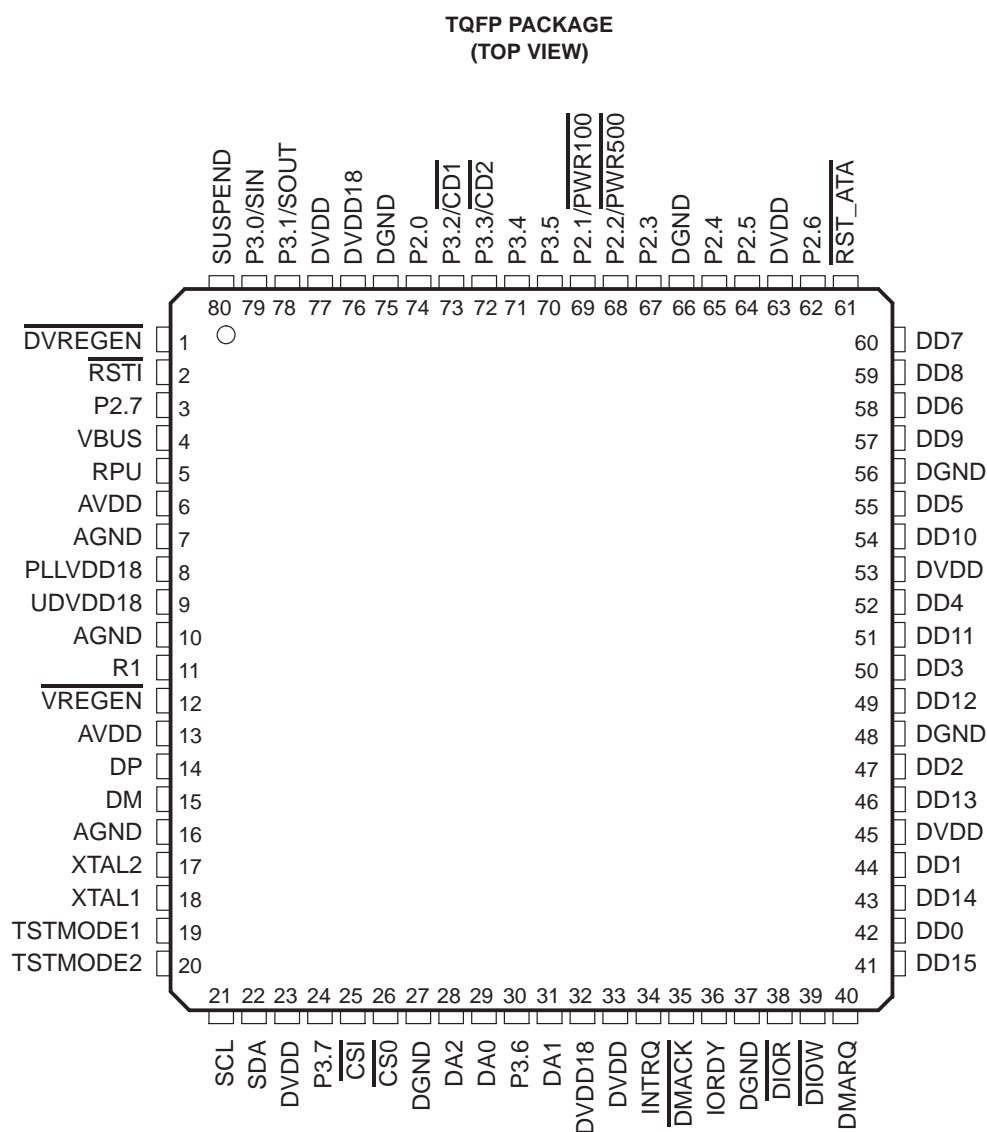 TQFP PACKAGE
(TOP VIEW)
SUSPEND
P3.0/SIN
P3.1/SOUT
DVDD
DVDD18
DGND
P2.0
P3.2/CD1
P3.3/CD2
P3.4
P3.5
P2.1/PWR100
P2.2/PWR500
P2.3
DGND
P2.4
P2.5
DVDD
P2.6
RST_ATA
80 79 78 77 76 75 74 73 72 71 70 69 68 67 66 65 64 63 62 61
DVREGEN 1 60 DD7
RSTI 2 59 DD8
P2.7 3 58 DD6
VBUS 4 57 DD9
RPU 5 56 DGND
AVDD 6 55 DD5
AGND 7 54 DD10
PLLVDD18 8 53 DVDD
UDVDD18 9 52 DD4
AGND 10 51 DD11
R1 11 50 DD3
VREGEN 12 49 DD12
AVDD 13 48 DGND
DP 14 47 DD2
DM 15 46 DD13
AGND 16 45 DVDD
XTAL2 17 44 DD1
XTAL1 18 43 DD14
TSTMODE1 19 42 DD0
TSTMODE2 20 41 DD15
21 22 23 24 25 26 27 28 29 30 31 32 33 34 35 36 37 38 39 40
SCL
SDA
DVDD
P3.7
CSI
CS0
DGND
DA2
DA0
P3.6
DA1
DVDD18
DVDD
INTRQ
DMACK
IORDY
DGND
DIOR
DIOW
DMARQ